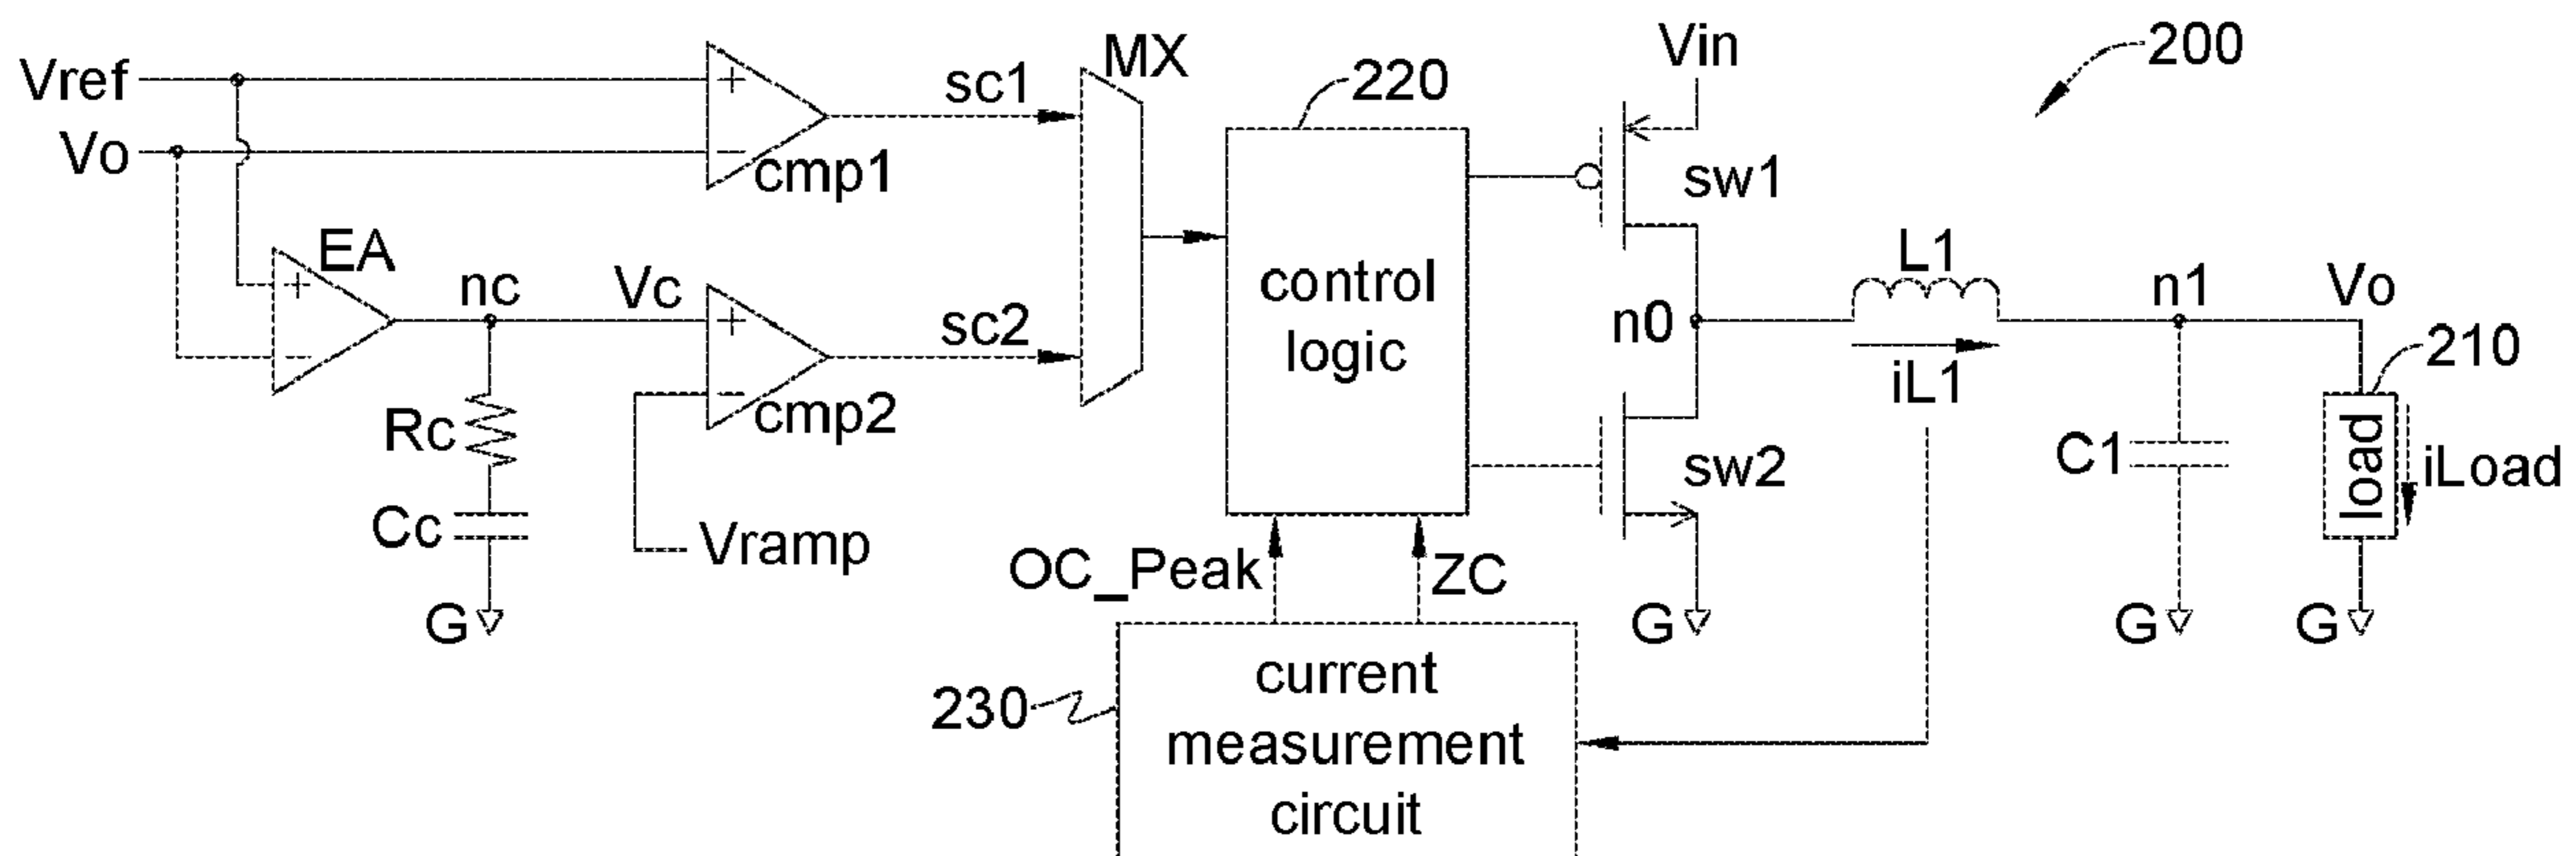 200
Vref
Vo
+
−
cmp1
sc1
MX
220
Vin
sw1
EA
+
−
nc
Vc
+
−
cmp2
sc2
control
logic
n0
L1
iL1
n1
Vo
210
load
iLoad
Rc
Cc
G
Vramp
sw2
G
C1
G
G
OC_Peak
ZC
230
current
measurement
circuit